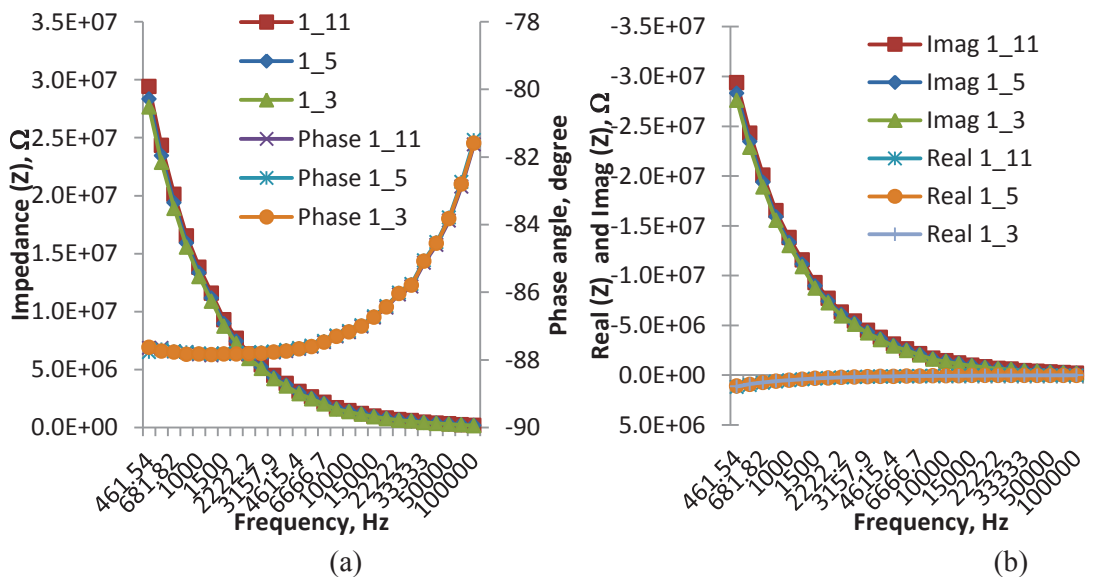 3.5E+07
3.0E+07
2.5E+07
2.0E+07
1.5E+07
1.0E+07
5.0E+06
0.0E+00
Impedance (Z), Ω
1_11
1_5
1_3
Phase 1_11
Phase 1_5
Phase 1_3
-78
-80
-82
-84
-86
-88
-90
Phase angle, degree
461.54
681.82
1000
1500
2222.2
3157.9
4615.4
6666.7
10000
15000
22222
33333
50000
100000
Frequency, Hz
(a)
-3.5E+07
-3.0E+07
-2.5E+07
-2.0E+07
-1.5E+07
-1.0E+07
-5.0E+06
0.0E+00
5.0E+06
Real (Z) and Imag (Z), Ω
Imag 1_11
Imag 1_5
Imag 1_3
Real 1_11
Real 1_5
Real 1_3
461.54
681.82
1000
1500
2222.2
3157.9
4615.4
6666.7
10000
15000
22222
33333
50000
100000
Frequency, Hz
(b)